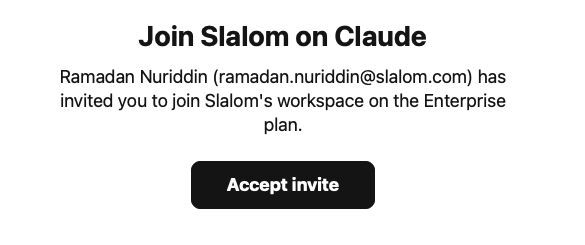 Join Slalom on Claude
Ramadan Nuriddin (ramadan.nuriddin@slalom.com) has
invited you to join Slalom's workspace on the Enterprise
plan.
Accept invite